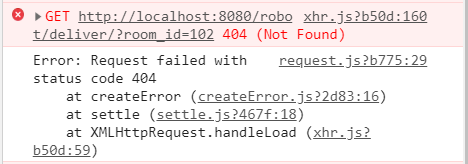 ▶GET http://localhost:8080/robo xhr.js?b50d:160
t/deliver/?room_id=102 404 (Not Found)
Error: Request failed with request.js?b775:29
status code 404
at createError (createError.js?2d83:16)
at settle (settle.js?467f:18)
at XMLHttpRequest.handleLoad (xhr.js?
b50d:59)